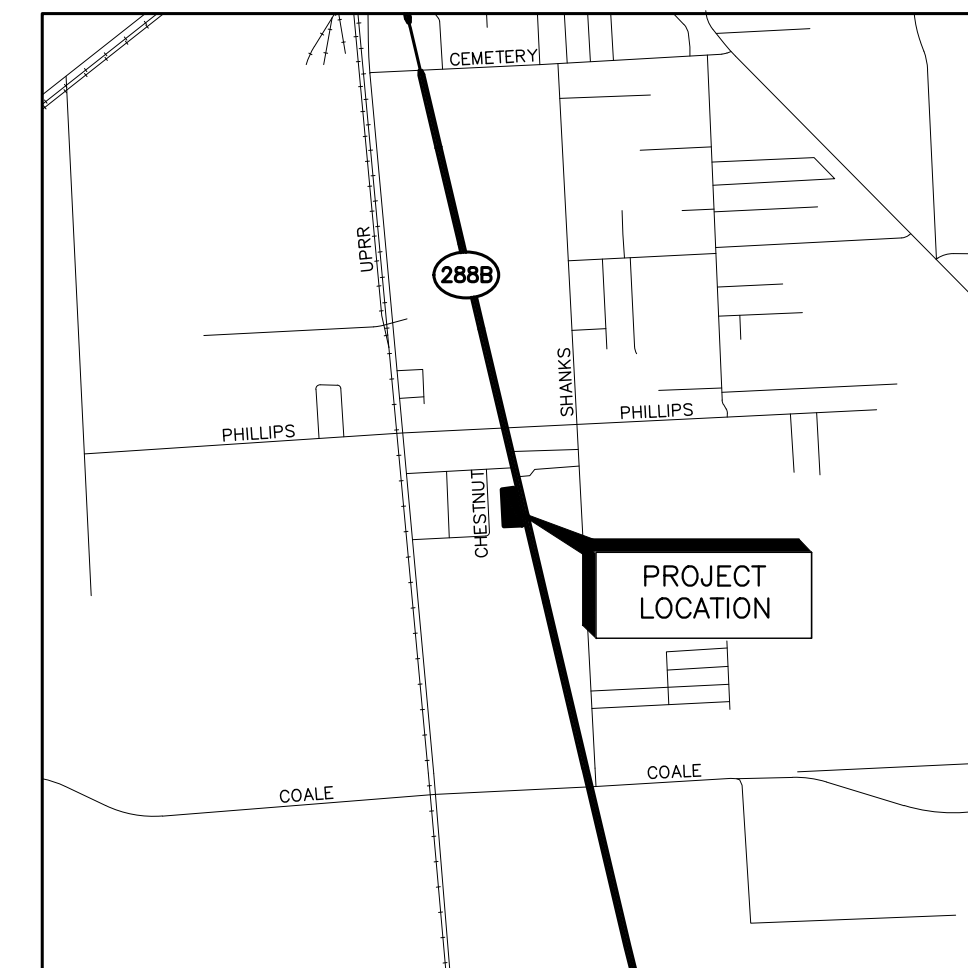 CEMETERY
UPRR
288B
SHANKS
PHILLIPS
PHILLIPS
CHESTNUT
PROJECT
LOCATION
COALE
COALE